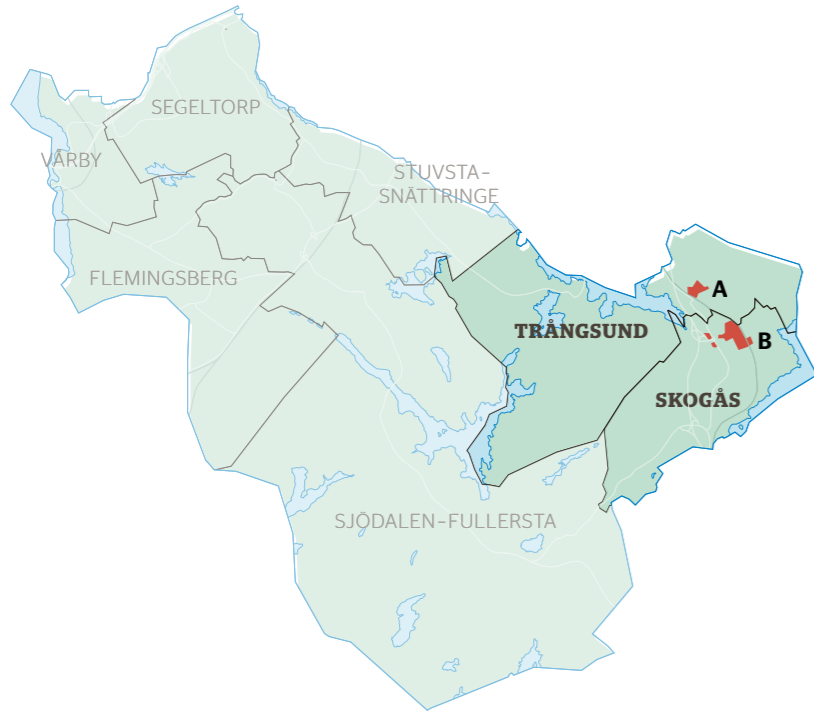 SEGELTORP
VÅRBY
STUVSTA-
SNÄTTRINGE
FLEMINGSBERG
A
TRÅNGSUND
B
SKOGÅS
SJÖDALEN-FULLERSTA